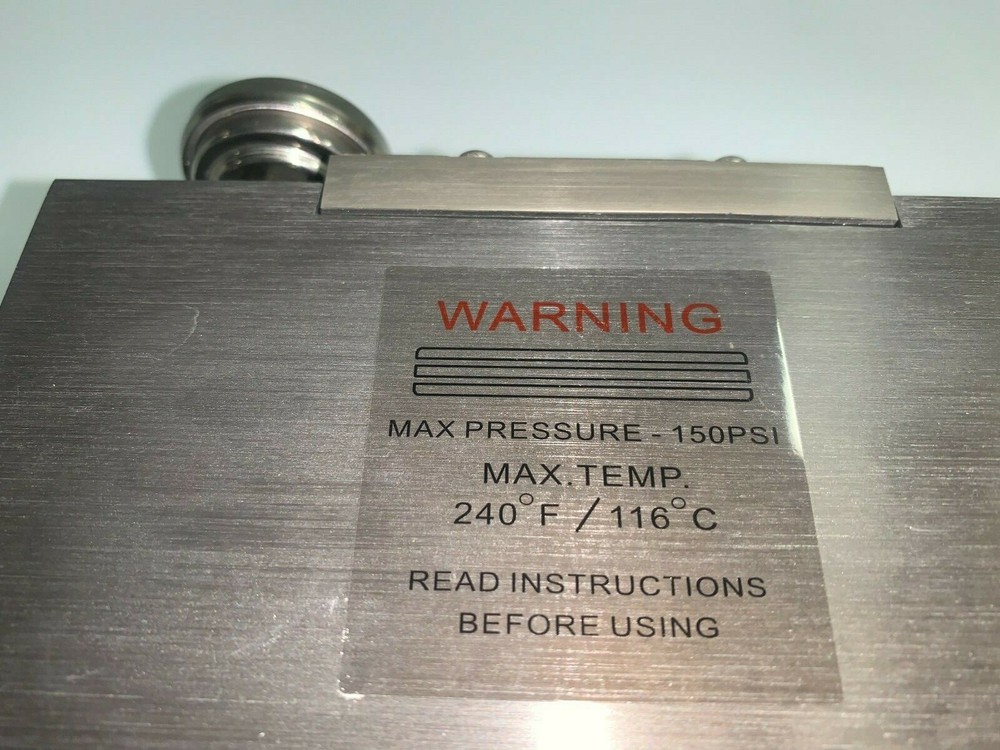 WARNING
MAX PRESSURE - 150PSI
MAX.TEMP.
240°F / 116°C
READ INSTRUCTIONS
BEFORE USING